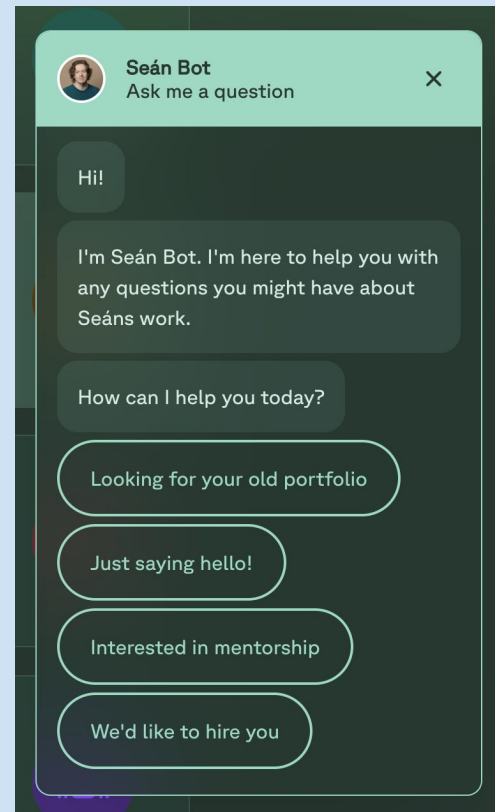 Seán Bot
Ask me a question
Hi!
I'm Seán Bot. I'm here to help you with
any questions you might have about
Seáns work.
How can I help you today?
Looking for your old portfolio
Just saying hello!
Interested in mentorship
We'd like to hire you